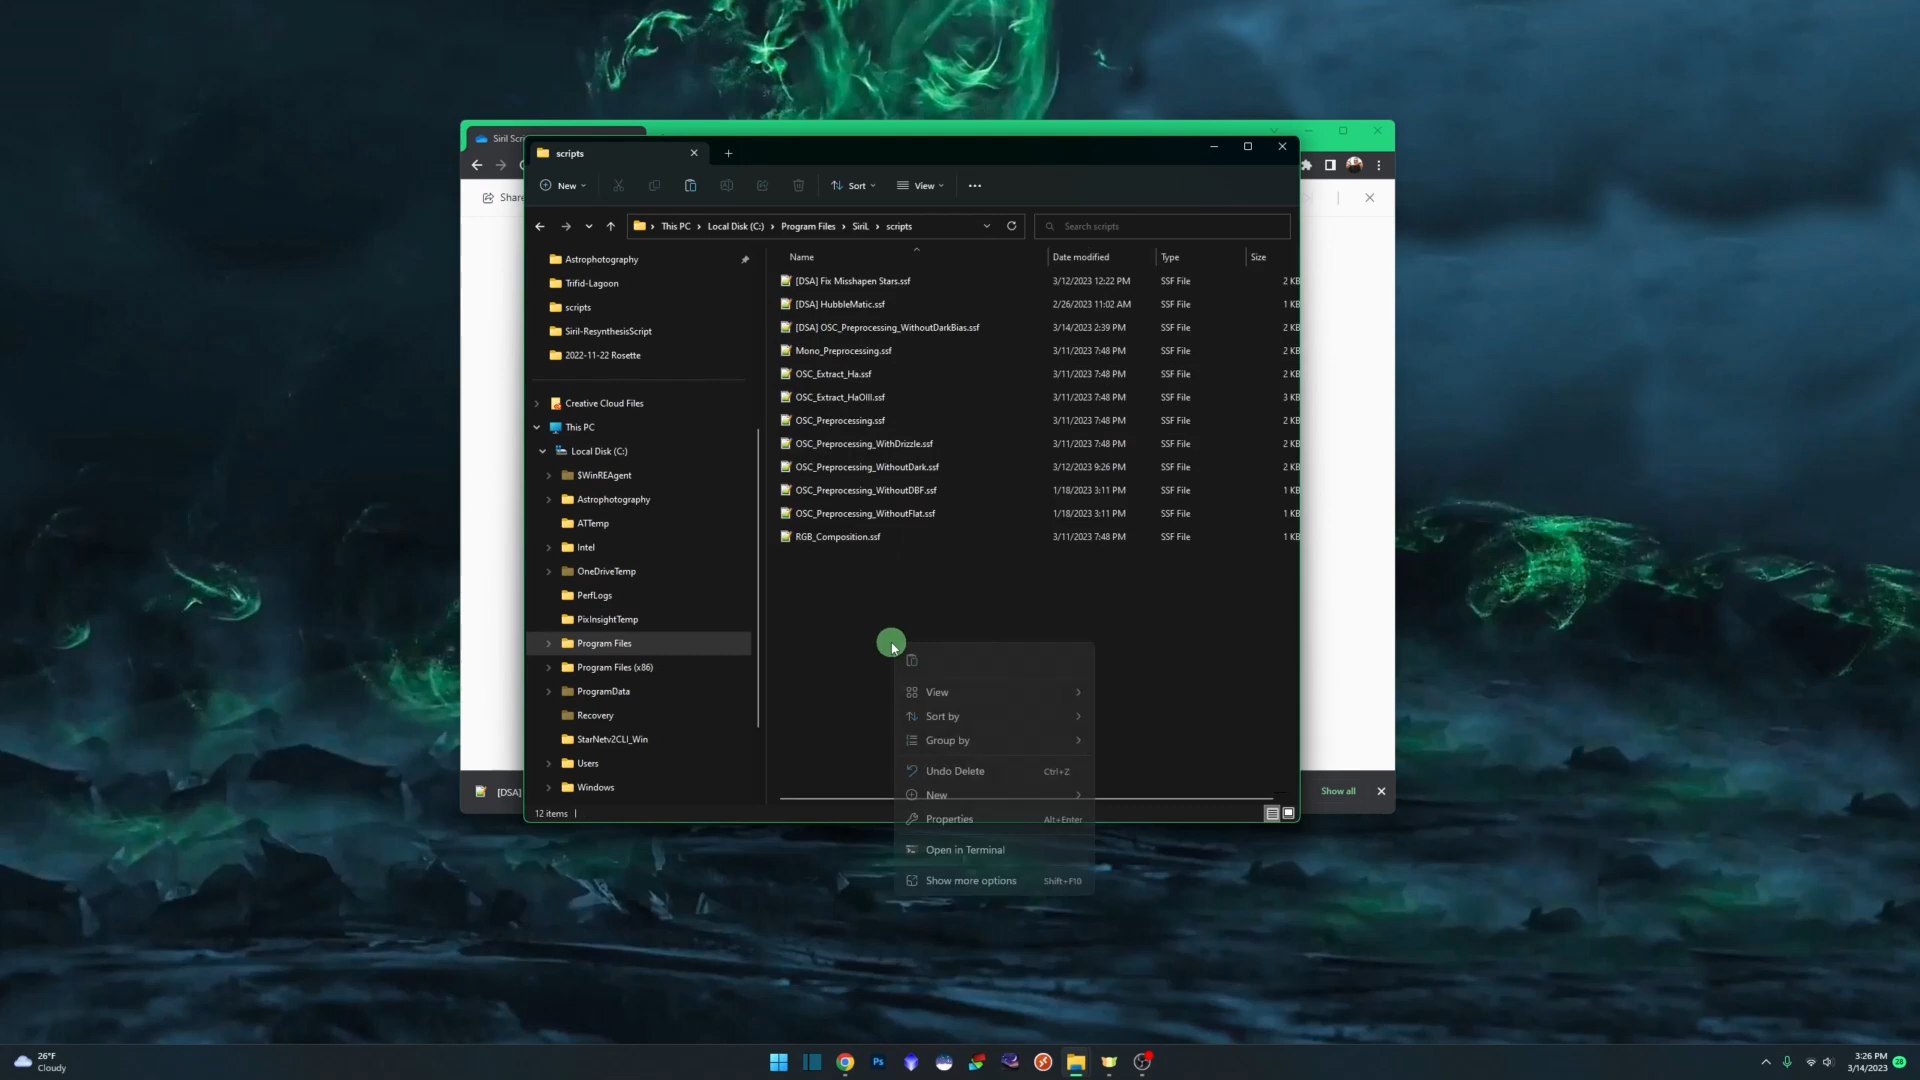 Siril Scr
scripts
Share
New
Sort
View
This PC
Local Disk (C:)
Program Files
SiriL
scripts
Search scripts
Astrophotography
Trifid-Lagoon
scripts
Siril-ResynthesisScript
2022-11-22 Rosette
Creative Cloud Files
This PC
Local Disk (C:)
$WinREAgent
Astrophotography
ATTemp
Intel
OneDriveTemp
PerfLogs
PixInsightTemp
Program Files
Program Files (x86)
ProgramData
Recovery
StarNetv2CLI_Win
Users
Windows
Name Date modified Type Size
[DSA] Fix Misshapen Stars.ssf 3/12/2023 12:22 PM SSF File 2 KB
[DSA] HubbleMatic.ssf 2/26/2023 11:02 AM SSF File 1 KB
[DSA] OSC_Preprocessing_WithoutDarkBias.ssf 3/14/2023 2:39 PM SSF File 2 KB
Mono_Preprocessing.ssf 3/11/2023 7:48 PM SSF File 2 KB
OSC_Extract_Ha.ssf 3/11/2023 7:48 PM SSF File 2 KB
OSC_Extract_HaOIII.ssf 3/11/2023 7:48 PM SSF File 3 KB
OSC_Preprocessing.ssf 3/11/2023 7:48 PM SSF File 2 KB
OSC_Preprocessing_WithDrizzle.ssf 3/11/2023 7:48 PM SSF File 2 KB
OSC_Preprocessing_WithoutDark.ssf 3/12/2023 9:26 PM SSF File 2 KB
OSC_Preprocessing_WithoutDBF.ssf 1/18/2023 3:11 PM SSF File 1 KB
OSC_Preprocessing_WithoutFlat.ssf 1/18/2023 3:11 PM SSF File 1 KB
RGB_Composition.ssf 3/11/2023 7:48 PM SSF File 1 KB
View
Sort by
Group by
Undo Delete Ctrl+Z
New
Properties Alt+Enter
Open in Terminal
Show more options Shift+F10
[DSA]
Show all
12 items
26°F
Cloudy
Ps
3:26 PM
3/14/2023
28